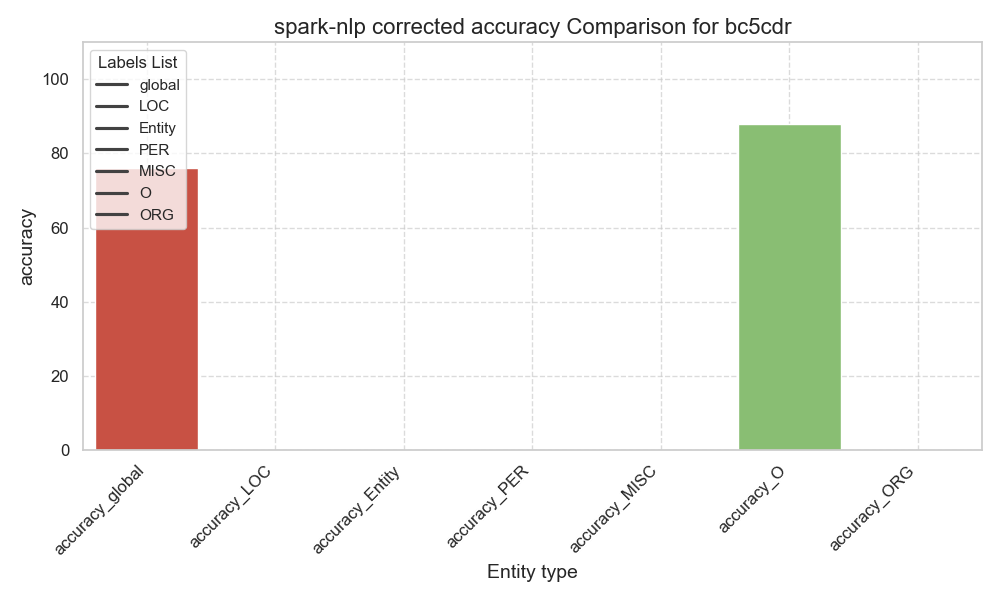 spark-nlp corrected accuracy Comparison for bc5cdr
Labels List
global
LOC
Entity
PER
MISC
O
ORG
accuracy
100
80
60
40
20
0
accuracy_global
accuracy_LOC
accuracy_Entity
accuracy_PER
accuracy_MISC
accuracy_O
accuracy_ORG
Entity type